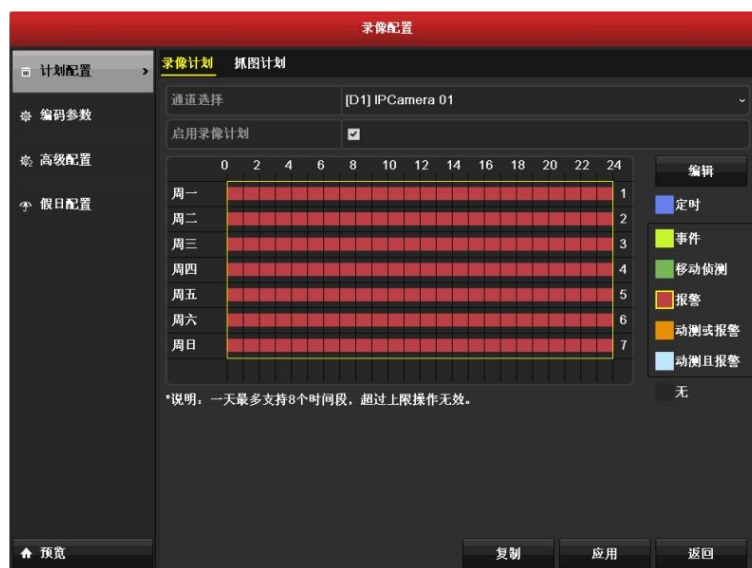 录像配置
计划配置 >
录像计划 抓图计划
通道选择 [D1] IPCamera 01
编码参数
启用录像计划
高级配置
0 2 4 6 8 10 12 14 16 18 20 22 24
编辑
假日配置
周一 1
定时
周二 2
周三 3
事件
周四 4
移动侦测
周五 5
报警
周六 6
动测或报警
周日 7
动测且报警
无
*说明：一天最多支持8个时间段，超过上限操作无效。
预览
复制 应用 返回